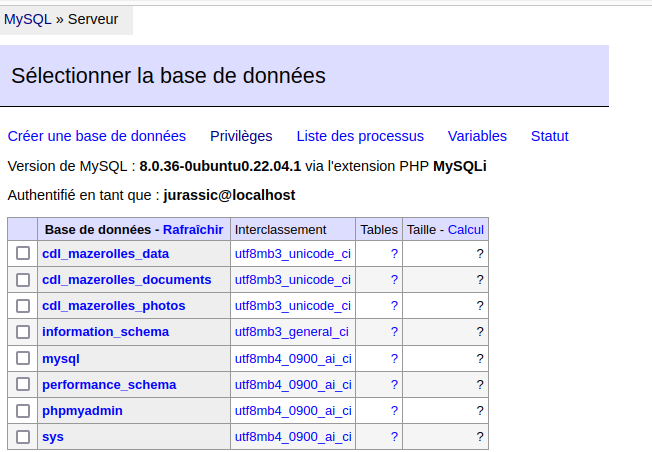 MySQL » Serveur
Sélectionner la base de données
Créer une base de données Privilèges Liste des processus Variables Statut
Version de MySQL : 8.0.36-0ubuntu0.22.04.1 via l'extension PHP MySQLi
Authentifié en tant que : jurassic@localhost
Base de données - Rafraîchir Interclassement Tables Taille - Calcul
cdl_mazerolles_data utf8mb3_unicode_ci ? ?
cdl_mazerolles_documents utf8mb3_unicode_ci ? ?
cdl_mazerolles_photos utf8mb3_unicode_ci ? ?
information_schema utf8mb3_general_ci ? ?
mysql utf8mb4_0900_ai_ci ? ?
performance_schema utf8mb4_0900_ai_ci ? ?
phpmyadmin utf8mb4_0900_ai_ci ? ?
sys utf8mb4_0900_ai_ci ? ?